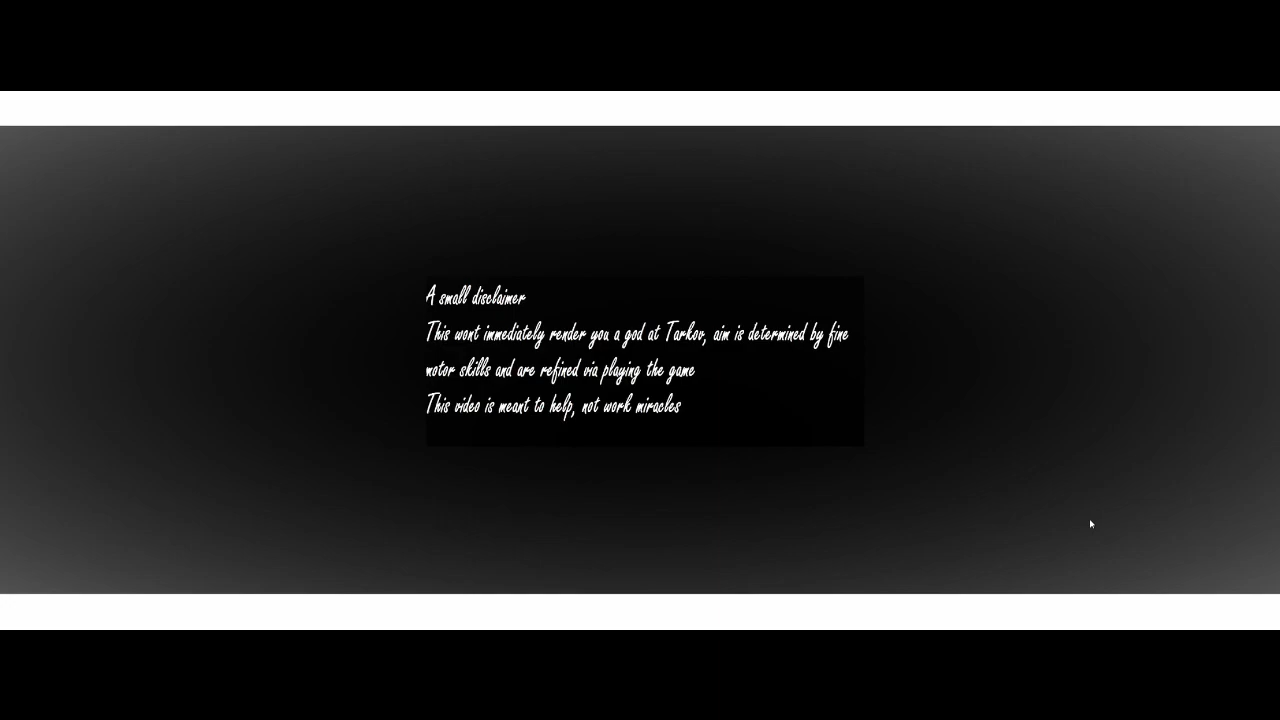 A small disclaimer
This wont immediately render you a god at Tarkov, aim is determined by fine
motor skills and are refined via playing the game
This video is meant to help, not work miracles